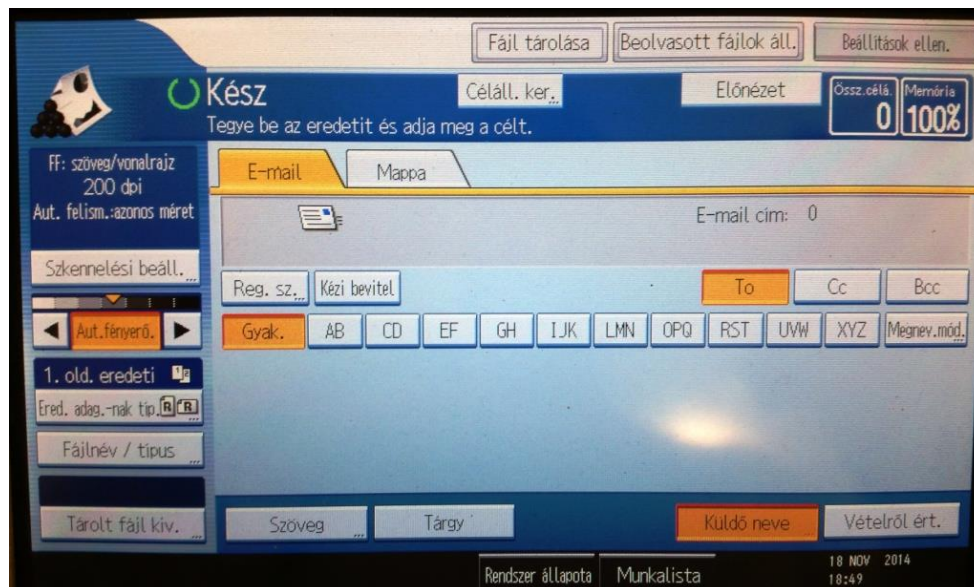 Fájl tárolása
Beolvasott fájlok áll.
Beállítások ellen.
Kész
Céláll. ker.
Előnézet
Össz.célá.
0
Memória
100%
Tegye be az eredetit és adja meg a célt.
FF: szöveg/vonalrajz
200 dpi
Aut. felism.:azonos méret
Szkennelési beáll.
Aut.fényerő.
1. old. eredeti
Ered. adag.-nak típ.
Fájlnév / típus
Tárolt fájl kiv.
E-mail
Mappa
E-mail cím: 0
Reg. sz.
Kézi bevitel
To
Cc
Bcc
Gyak.
AB
CD
EF
GH
IJK
LMN
OPQ
RST
UVW
XYZ
Megnev.mód.
Szöveg
Tárgy
Küldő neve
Vételről ért.
Rendszer állapota
Munkalista
18 NOV 2014
18:49